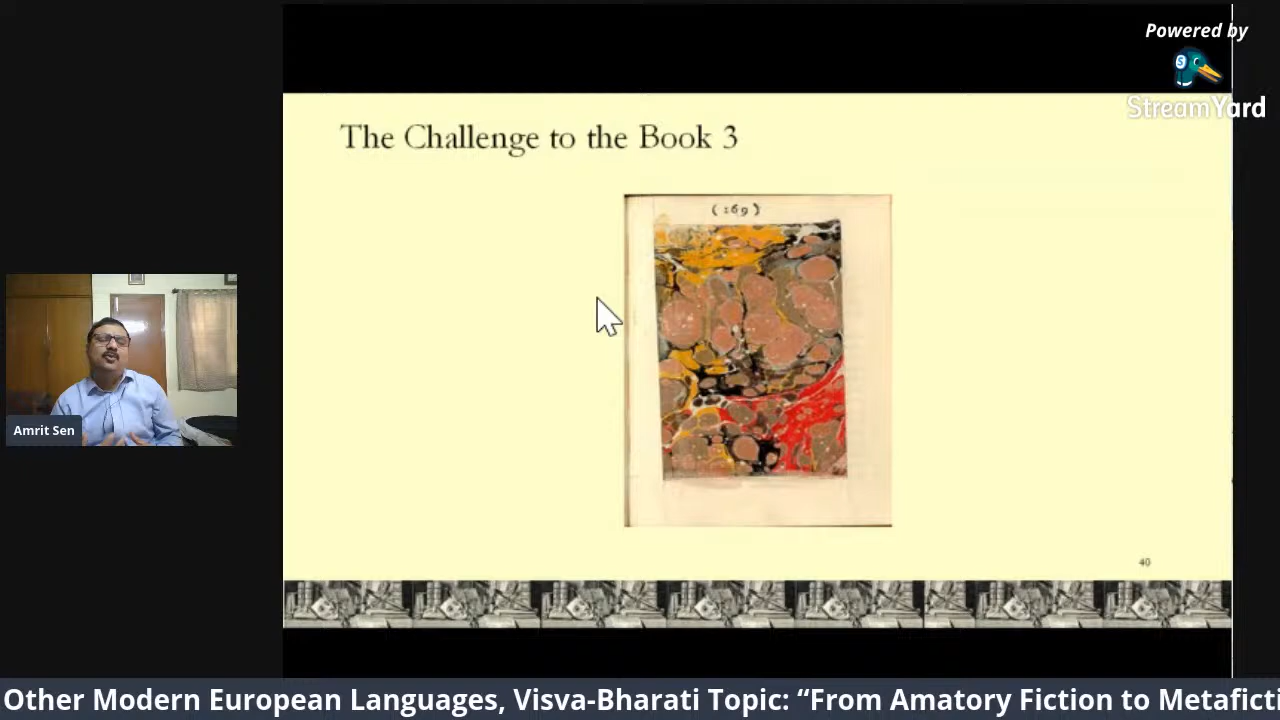 Powered by
StreamYard
The Challenge to the Book 3
(169)
Amrit Sen
40
Other Modern European Languages, Visva-Bharati Topic: “From Amatory Fiction to Metaficti